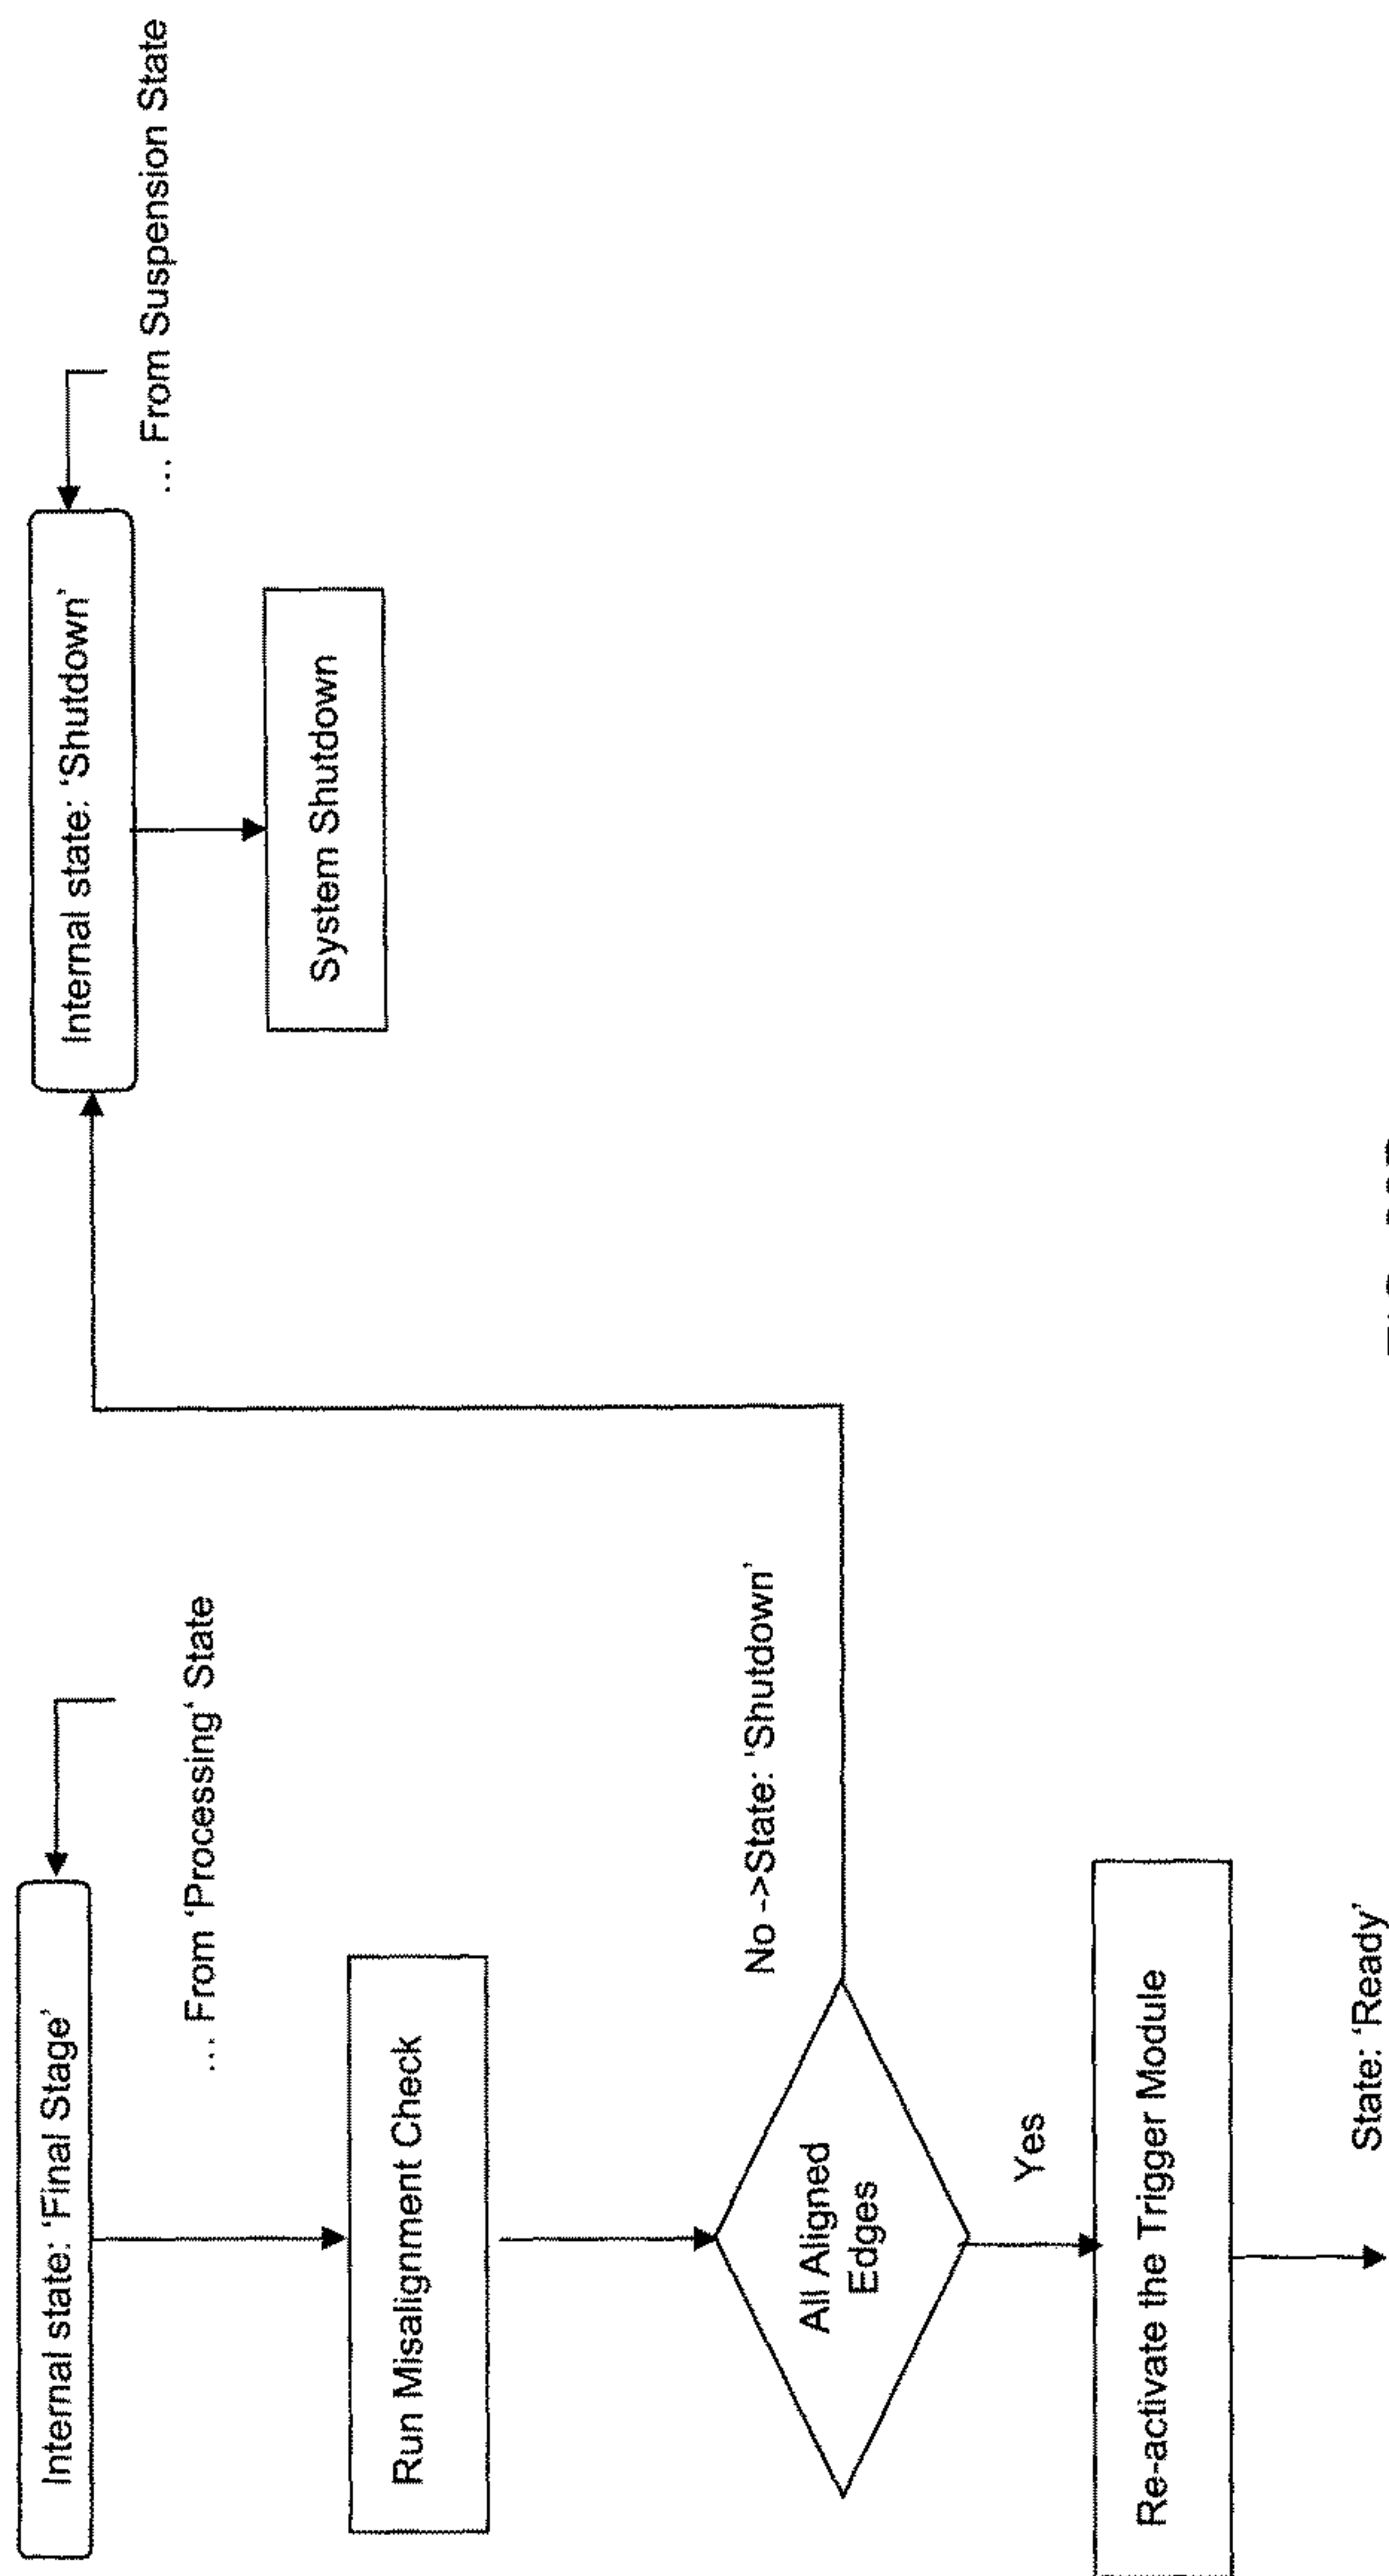 Internal state: ‘Final Stage’
... From ‘Processing‘ State
Run Misalignment Check
All Aligned
Edges
No ->State: ‘Shutdown’
Yes
Re-activate the Trigger Module
State: ‘Ready’
Internal state: ‘Shutdown’
... From Suspension State
System Shutdown